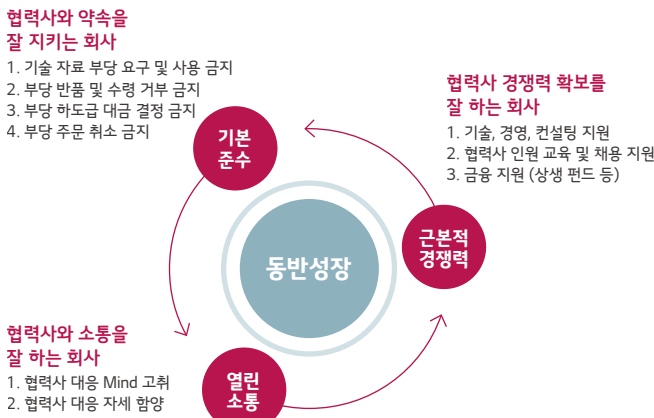 협력사와 약속을
잘 지키는 회사
1. 기술 자료 부당 요구 및 사용 금지
2. 부당 반품 및 수령 거부 금지
3. 부당 하도급 대금 결정 금지
4. 부당 주문 취소 금지
기본
준수
협력사 경쟁력 확보를
잘 하는 회사
1. 기술, 경영, 컨설팅 지원
2. 협력사 인원 교육 및 채용 지원
3. 금융 지원 (상생 펀드 등)
근본적
경쟁력
동반성장
협력사와 소통을
잘 하는 회사
1. 협력사 대응 Mind 고취
2. 협력사 대응 자세 함양
열린
소통